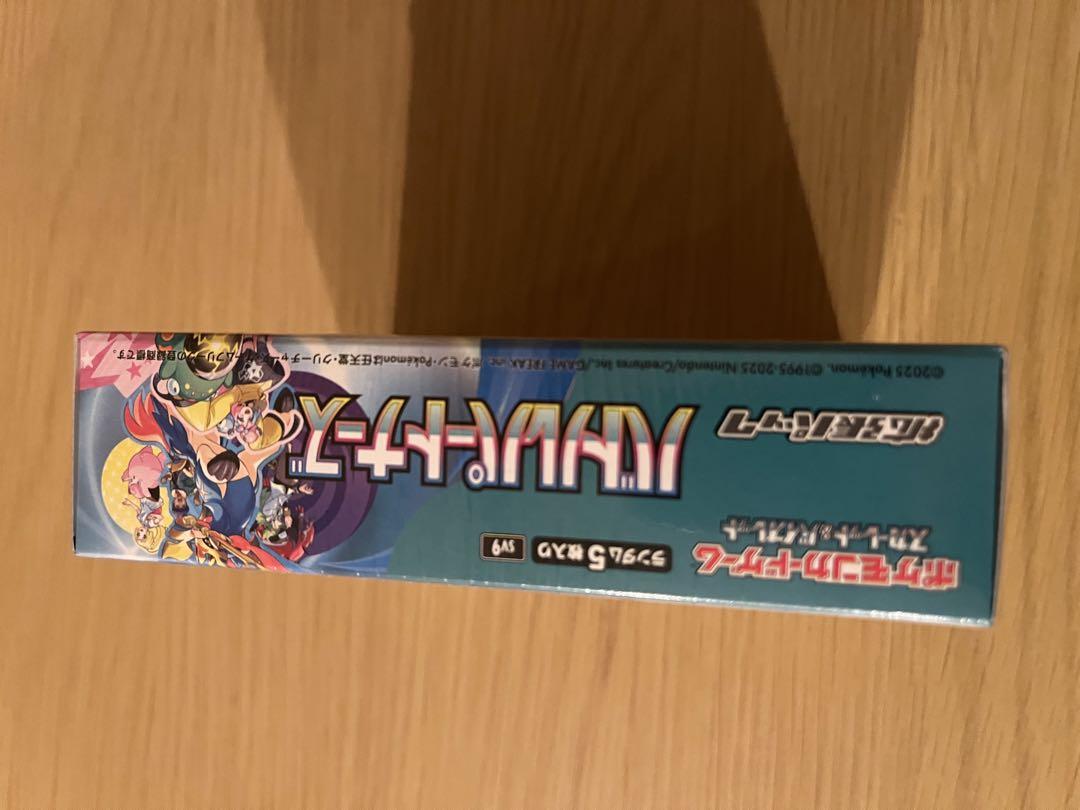 ポケモンカードゲーム
スカーレット&バイオレット
ランダム5枚入り
sv9
拡張パック
バトルパートナーズ
©2025 Pokémon. ©1995-2025 Nintendo/Creatures Inc./GAME FREAK inc. ポケモン・Pokémonは任天堂・クリーチャーズ・ゲームフリークの登録商標です。